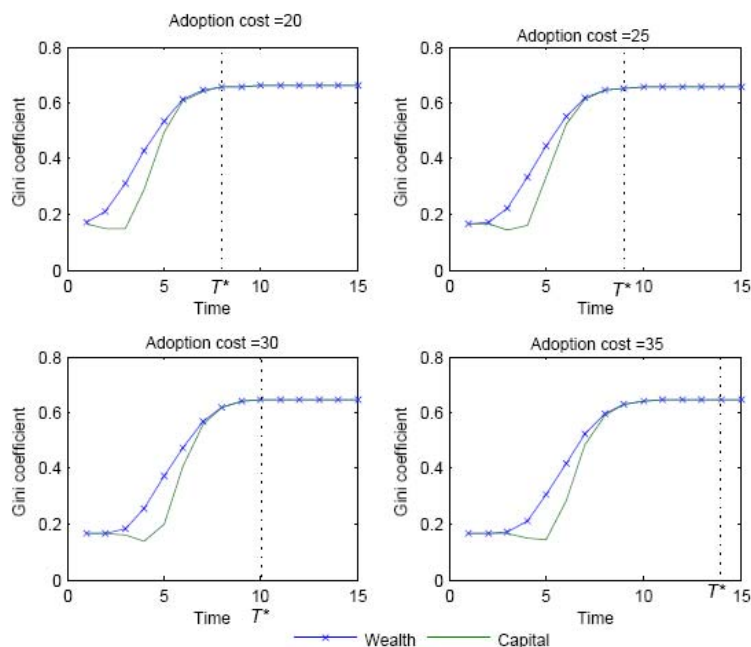 Adoption cost =20
0.8
0.6
0.4
0.2
0
Gini coefficient
0 5 T* 10 15
Time
Adoption cost =25
0.8
0.6
0.4
0.2
0
Gini coefficient
0 5 T* 10 15
Time
Adoption cost =30
0.8
0.6
0.4
0.2
0
Gini coefficient
0 5 10 15
Time
T*
Adoption cost =35
0.8
0.6
0.4
0.2
0
Gini coefficient
0 5 10 T* 15
Time
Wealth Capital